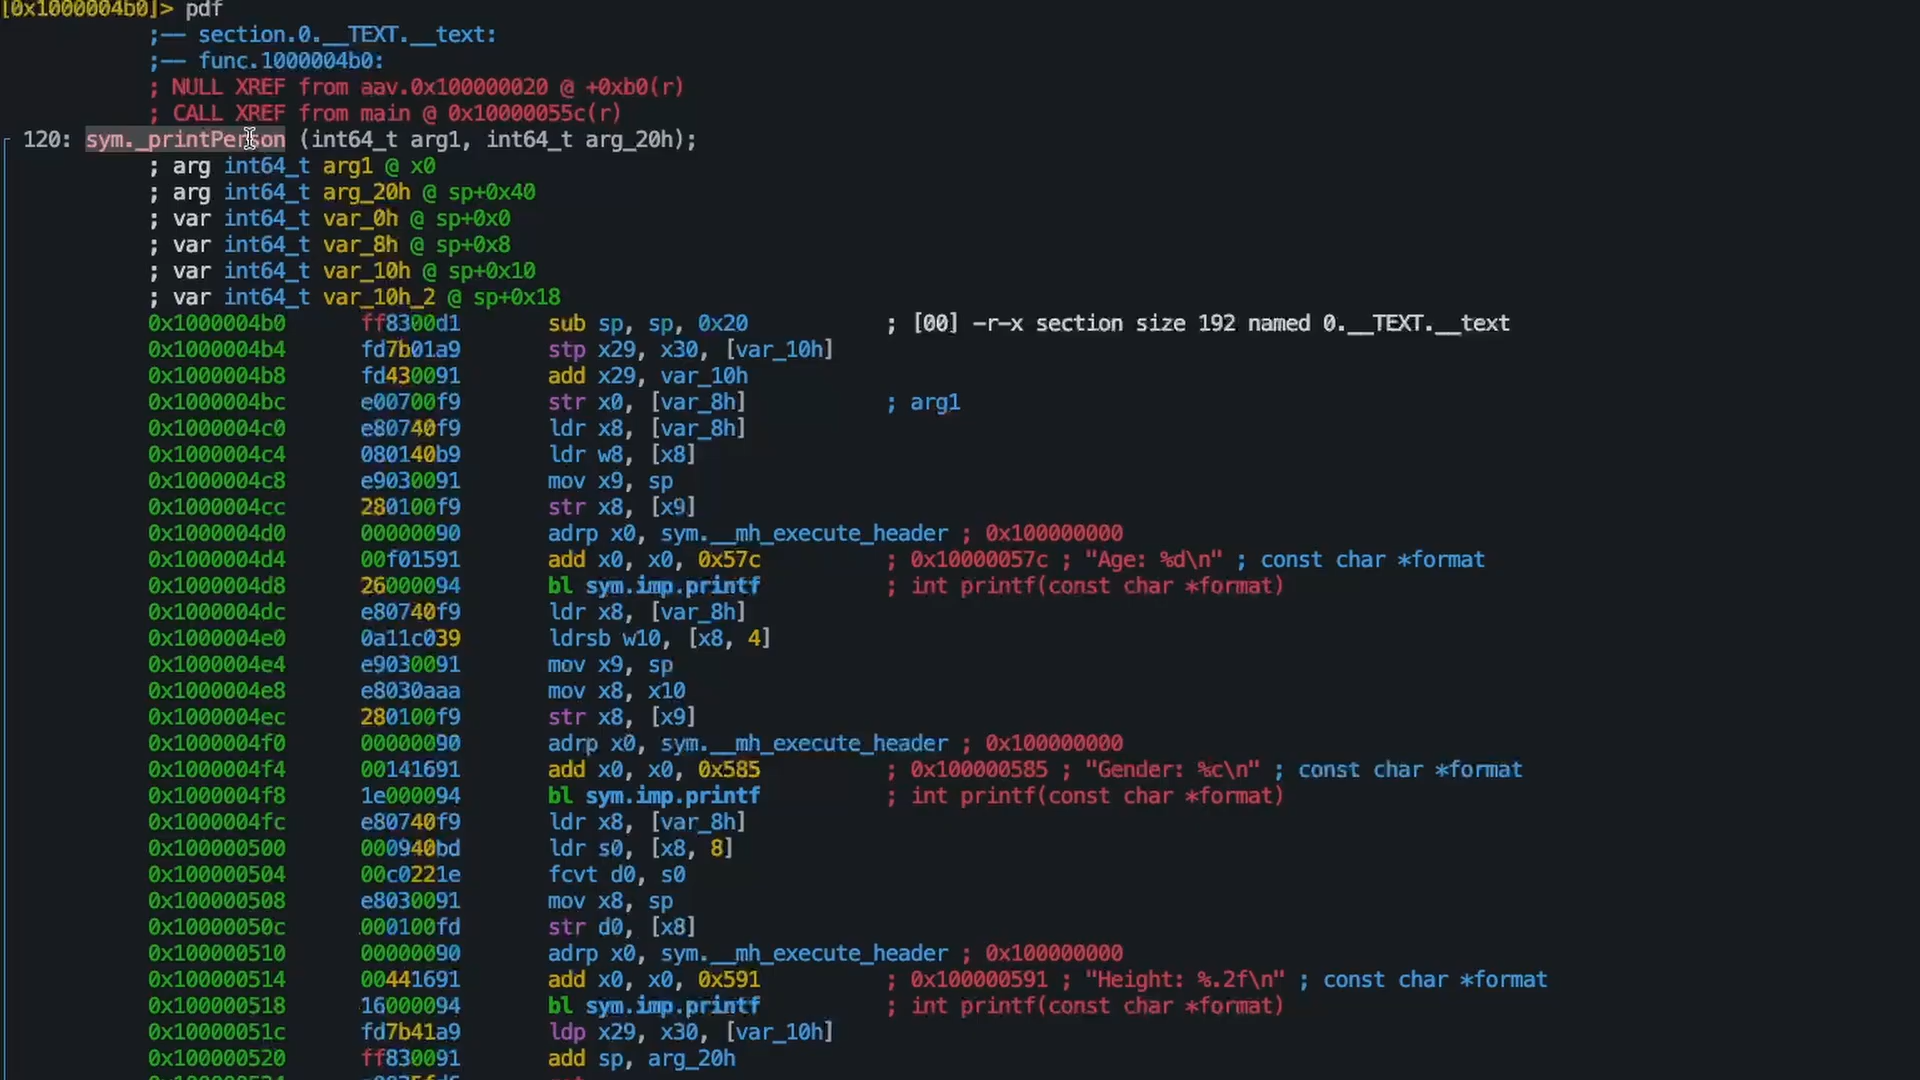 [0x1000004b0]> pdf
;-- section.0.__TEXT.__text:
;-- func.1000004b0:
; NULL XREF from aav.0x100000020 @ +0xb0(r)
; CALL XREF from main @ 0x10000055c(r)
120: sym._printPerson (int64_t arg1, int64_t arg_20h);
; arg int64_t arg1 @ x0
; arg int64_t arg_20h @ sp+0x40
; var int64_t var_0h @ sp+0x0
; var int64_t var_8h @ sp+0x8
; var int64_t var_10h @ sp+0x10
; var int64_t var_10h_2 @ sp+0x18
0x1000004b0 ff8300d1 sub sp, sp, 0x20 ; [00] -r-x section size 192 named 0.__TEXT.__text
0x1000004b4 fd7b01a9 stp x29, x30, [var_10h]
0x1000004b8 fd430091 add x29, var_10h
0x1000004bc e00700f9 str x0, [var_8h] ; arg1
0x1000004c0 e80740f9 ldr x8, [var_8h]
0x1000004c4 080140b9 ldr w8, [x8]
0x1000004c8 e9030091 mov x9, sp
0x1000004cc 280100f9 str x8, [x9]
0x1000004d0 00000090 adrp x0, sym.__mh_execute_header ; 0x100000000
0x1000004d4 00f01591 add x0, x0, 0x57c ; 0x10000057c ; "Age: %d\n" ; const char *format
0x1000004d8 26000094 bl sym.imp.printf ; int printf(const char *format)
0x1000004dc e80740f9 ldr x8, [var_8h]
0x1000004e0 0a11c039 ldrsb w10, [x8, 4]
0x1000004e4 e9030091 mov x9, sp
0x1000004e8 e8030aaa mov x8, x10
0x1000004ec 280100f9 str x8, [x9]
0x1000004f0 00000090 adrp x0, sym.__mh_execute_header ; 0x100000000
0x1000004f4 00141691 add x0, x0, 0x585 ; 0x100000585 ; "Gender: %c\n" ; const char *format
0x1000004f8 1e000094 bl sym.imp.printf ; int printf(const char *format)
0x1000004fc e80740f9 ldr x8, [var_8h]
0x100000500 000940bd ldr s0, [x8, 8]
0x100000504 00c0221e fcvt d0, s0
0x100000508 e8030091 mov x8, sp
0x10000050c 000100fd str d0, [x8]
0x100000510 00000090 adrp x0, sym.__mh_execute_header ; 0x100000000
0x100000514 00441691 add x0, x0, 0x591 ; 0x100000591 ; "Height: %.2f\n" ; const char *format
0x100000518 16000094 bl sym.imp.printf ; int printf(const char *format)
0x10000051c fd7b41a9 ldp x29, x30, [var_10h]
0x100000520 ff830091 add sp, arg_20h